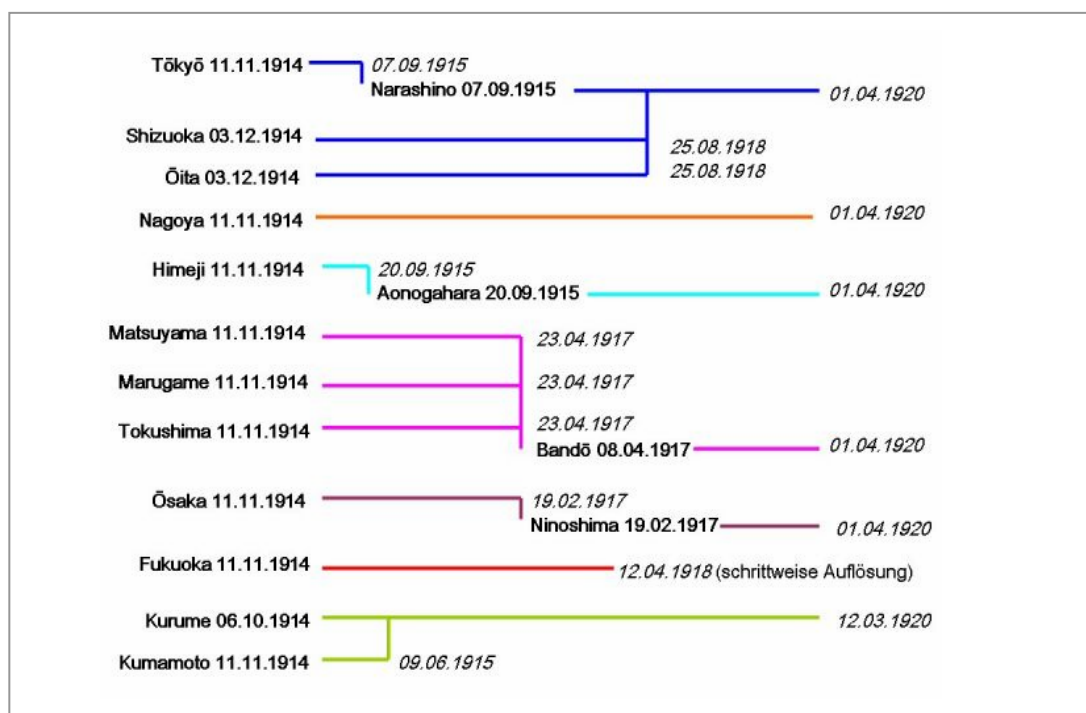 Tōkyō 11.11.1914 07.09.1915
Narashino 07.09.1915 01.04.1920
Shizuoka 03.12.1914 25.08.1918
Ōita 03.12.1914 25.08.1918
Nagoya 11.11.1914 01.04.1920
Himeji 11.11.1914 20.09.1915
Aonogahara 20.09.1915 01.04.1920
Matsuyama 11.11.1914 23.04.1917
Marugame 11.11.1914 23.04.1917
Tokushima 11.11.1914 23.04.1917
Bandō 08.04.1917 01.04.1920
Ōsaka 11.11.1914 19.02.1917
Ninoshima 19.02.1917 01.04.1920
Fukuoka 11.11.1914 12.04.1918 (schrittweise Auflösung)
Kurume 06.10.1914 12.03.1920
Kumamoto 11.11.1914 09.06.1915